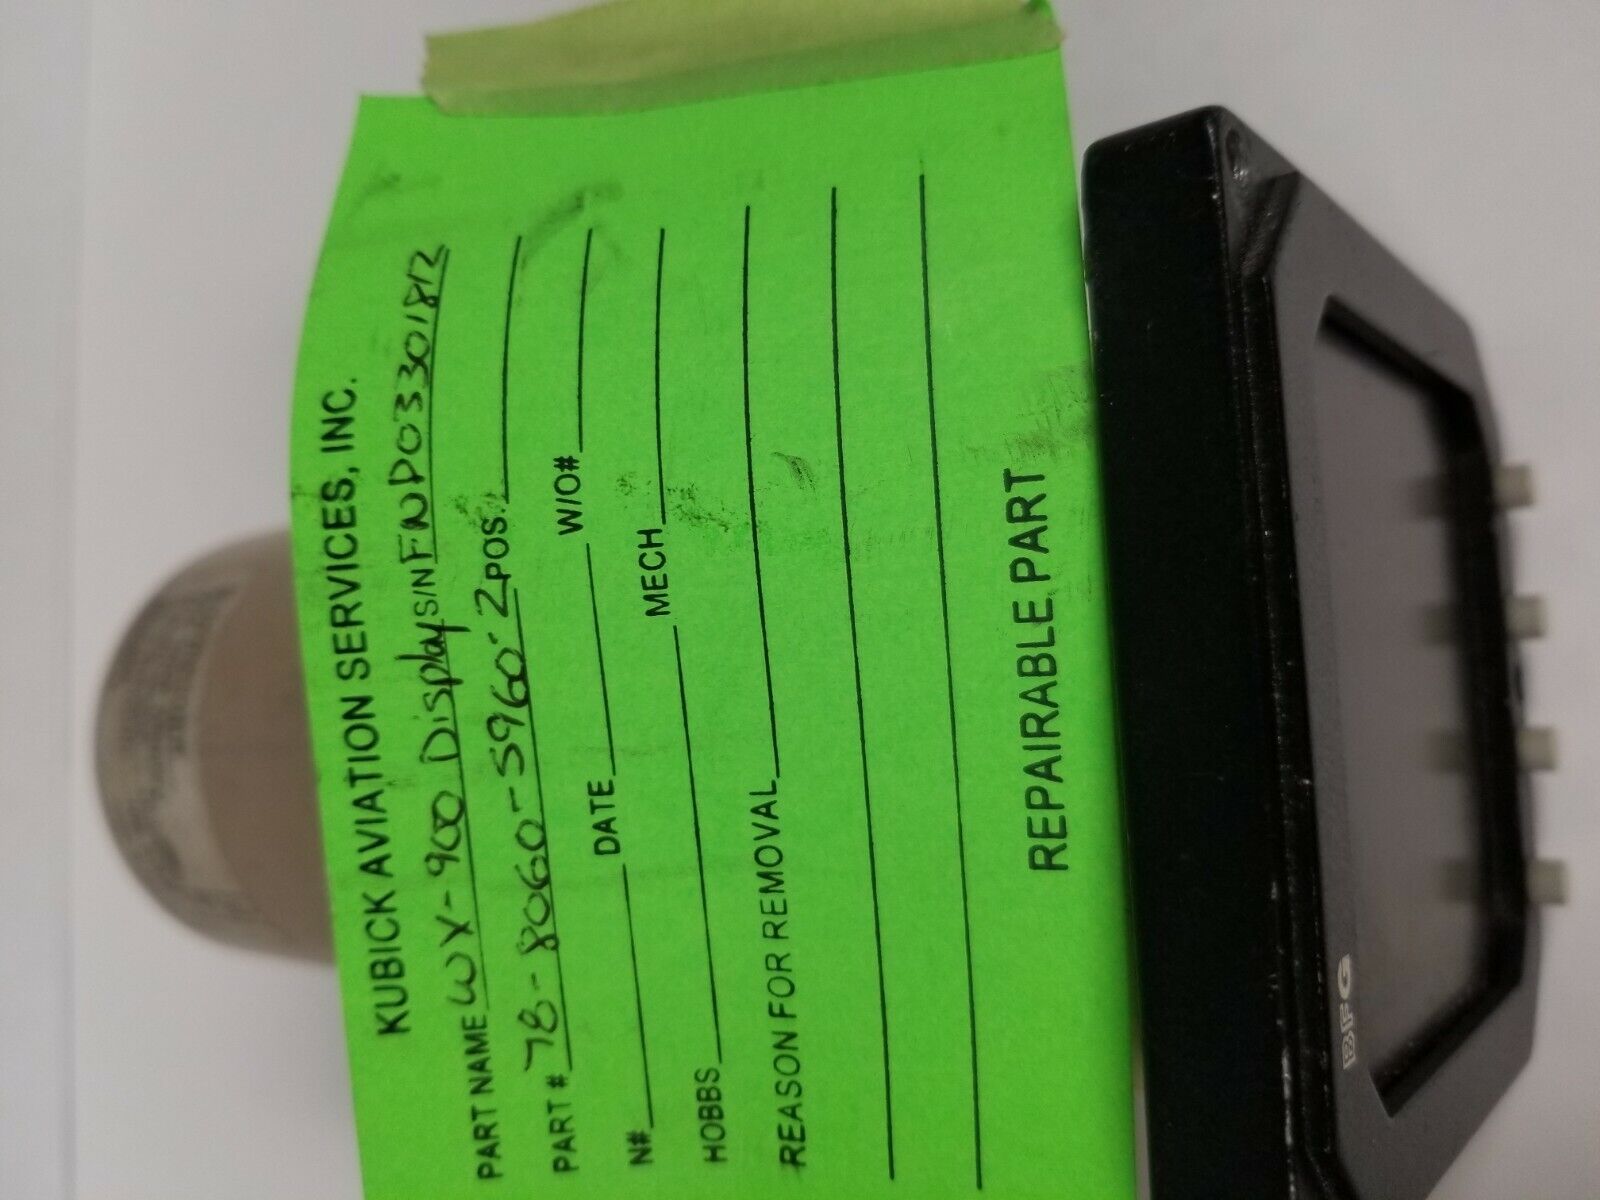 KUBICK AVIATION SERVICES, INC.
PART NAME WX-900 Display S/N FNDP03301812
PART # 78-8060-5960-2 POS.
N# DATE W/O#
HOBBS MECH
REASON FOR REMOVAL
REPAIRABLE PART
BFG